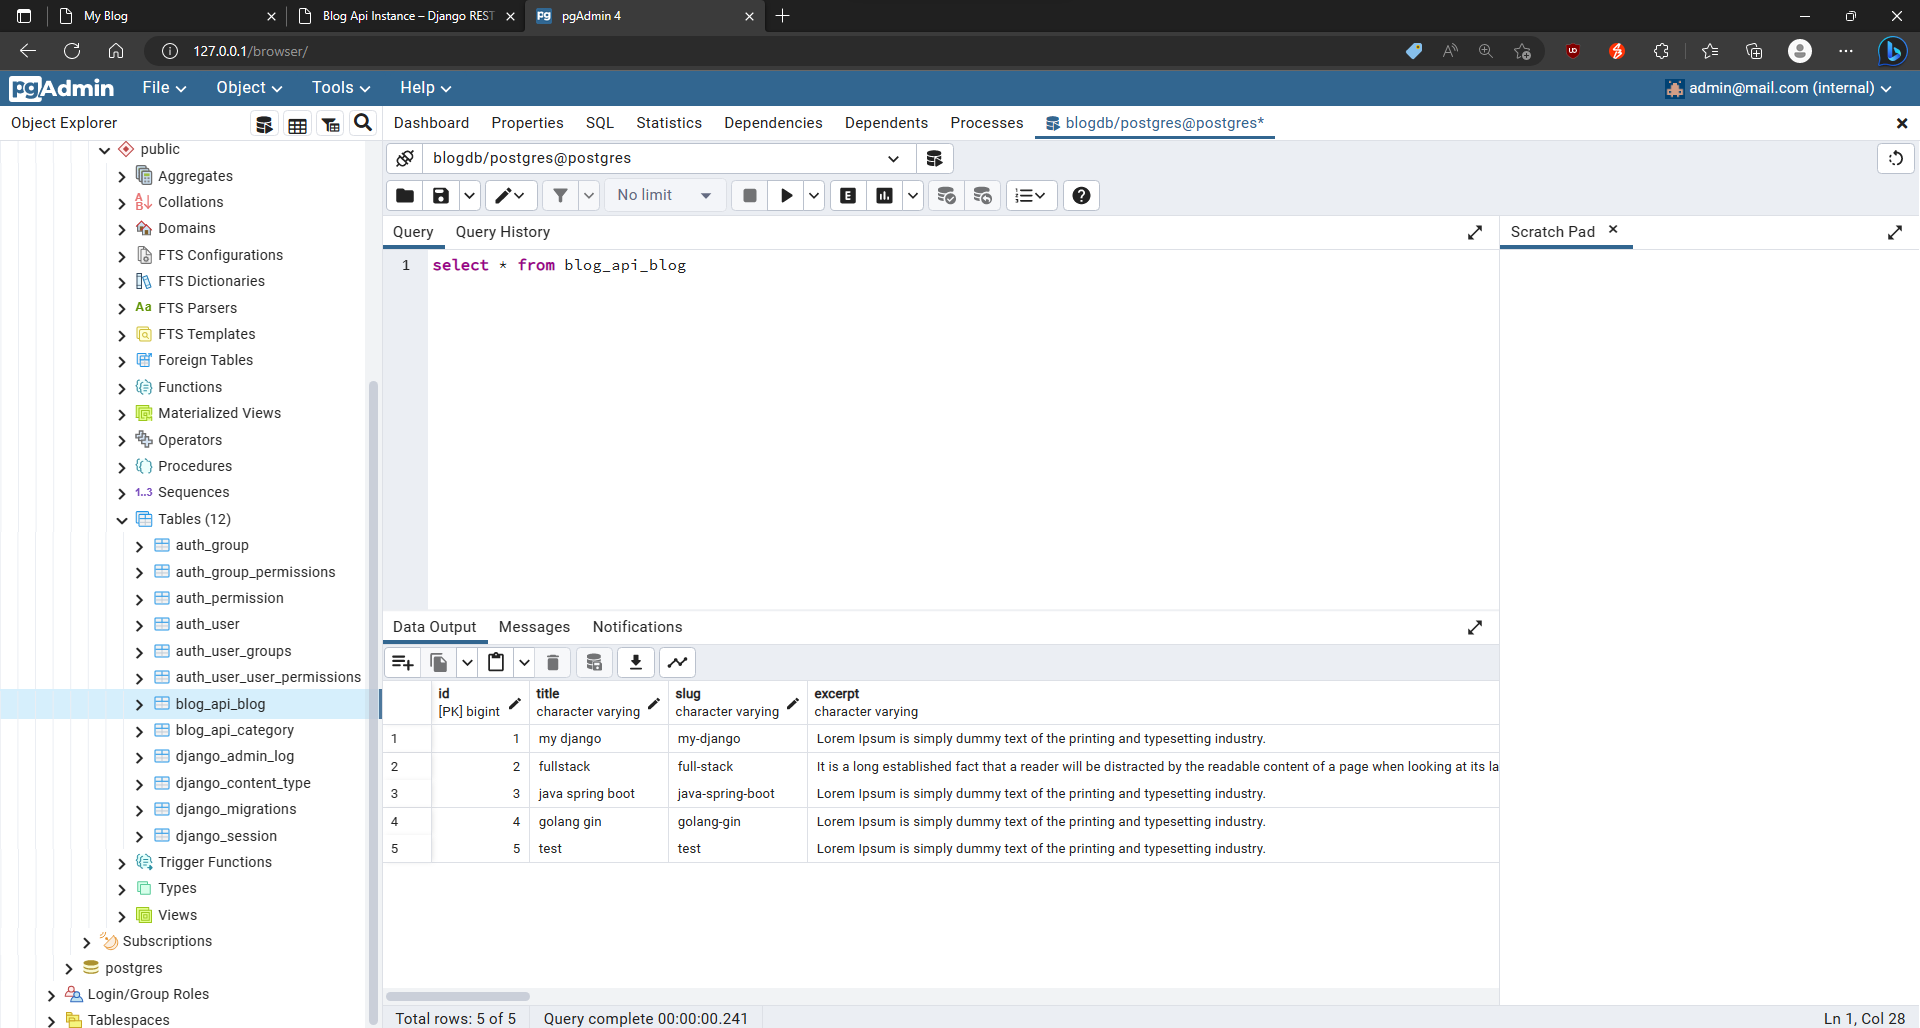 My Blog
Blog Api Instance – Django REST
pgAdmin 4
127.0.0.1/browser/
pgAdmin File Object Tools Help admin@mail.com (internal)
Object Explorer
Dashboard Properties SQL Statistics Dependencies Dependents Processes blogdb/postgres@postgres*
public
Aggregates
Collations
Domains
FTS Configurations
FTS Dictionaries
Aa FTS Parsers
FTS Templates
Foreign Tables
Functions
Materialized Views
Operators
Procedures
1..3 Sequences
Tables (12)
auth_group
auth_group_permissions
auth_permission
auth_user
auth_user_groups
auth_user_user_permissions
blog_api_blog
blog_api_category
django_admin_log
django_content_type
django_migrations
django_session
Trigger Functions
Types
Views
Subscriptions
postgres
Login/Group Roles
Tablespaces
blogdb/postgres@postgres
No limit
E
Query Query History
Scratch Pad
1 select * from blog_api_blog
Data Output Messages Notifications
id title slug excerpt
[PK] bigint character varying character varying character varying
1 1 my django my-django Lorem Ipsum is simply dummy text of the printing and typesetting industry.
2 2 fullstack full-stack It is a long established fact that a reader will be distracted by the readable content of a page when looking at its la
3 3 java spring boot java-spring-boot Lorem Ipsum is simply dummy text of the printing and typesetting industry.
4 4 golang gin golang-gin Lorem Ipsum is simply dummy text of the printing and typesetting industry.
5 5 test test Lorem Ipsum is simply dummy text of the printing and typesetting industry.
Total rows: 5 of 5 Query complete 00:00:00.241 Ln 1, Col 28